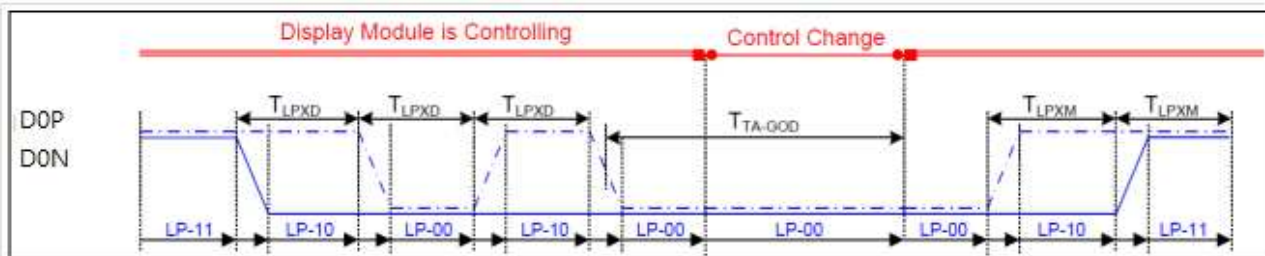 Display Module is Controlling Control Change
D0P TLPXD TLPXD TLPXD TTA-GOD TLPXM TLPXM
D0N
LP-11 LP-10 LP-00 LP-10 LP-00 LP-00 LP-00 LP-10 LP-11